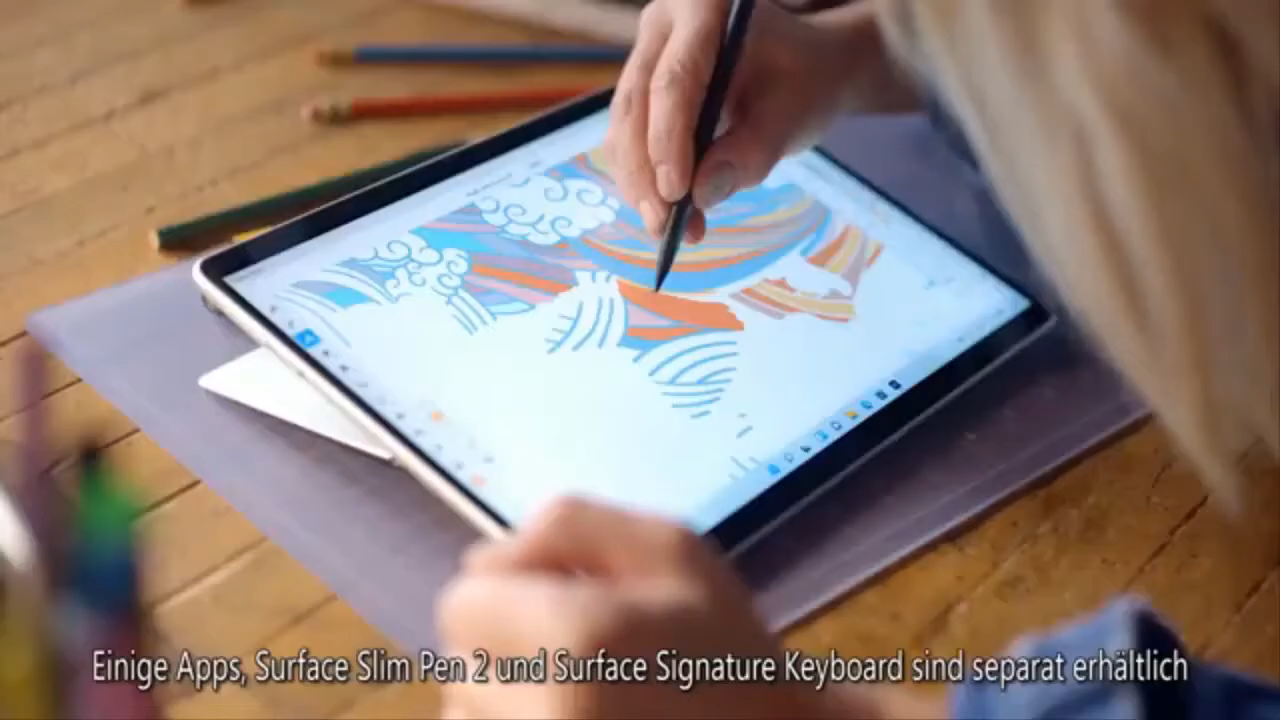 Einige Apps, Surface Slim Pen 2 und Surface Signature Keyboard sind separat erhältlich